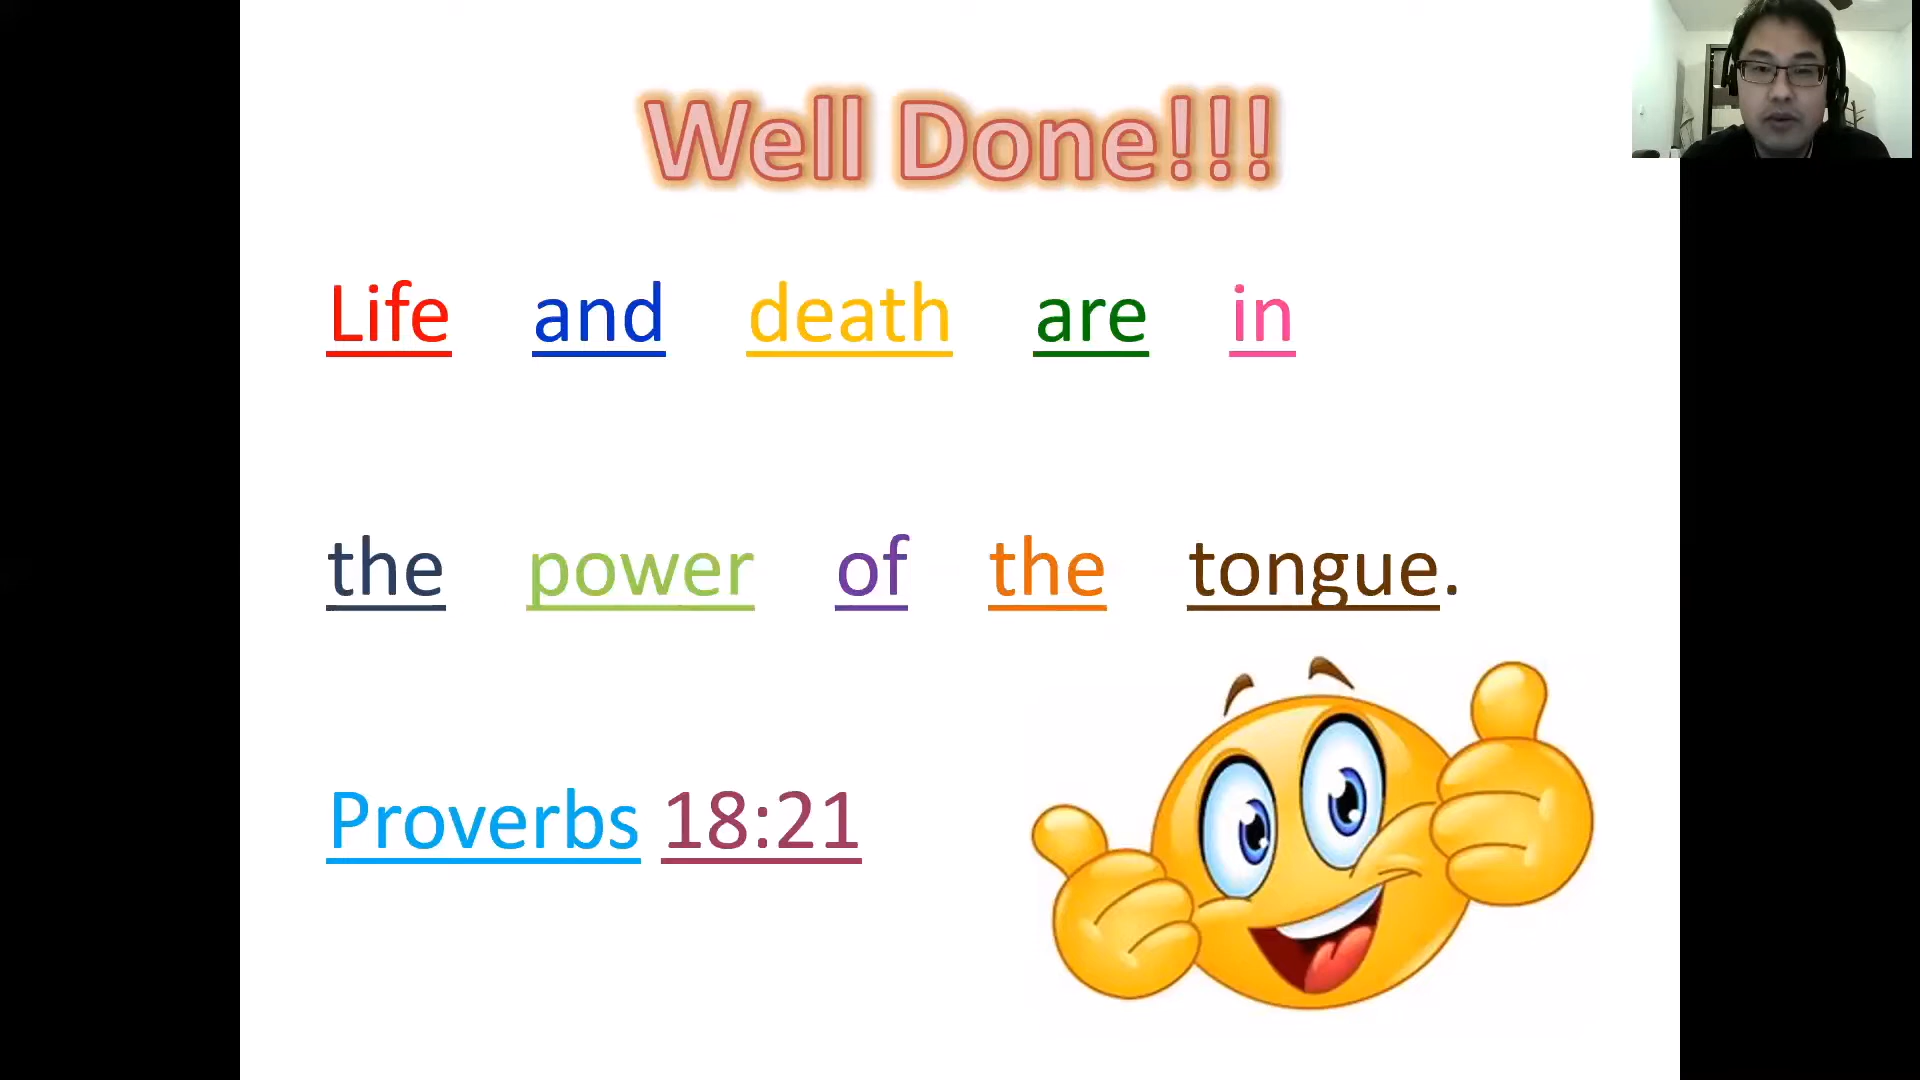 Well Done!!!
Life and death are in
the power of the tongue.
Proverbs 18:21